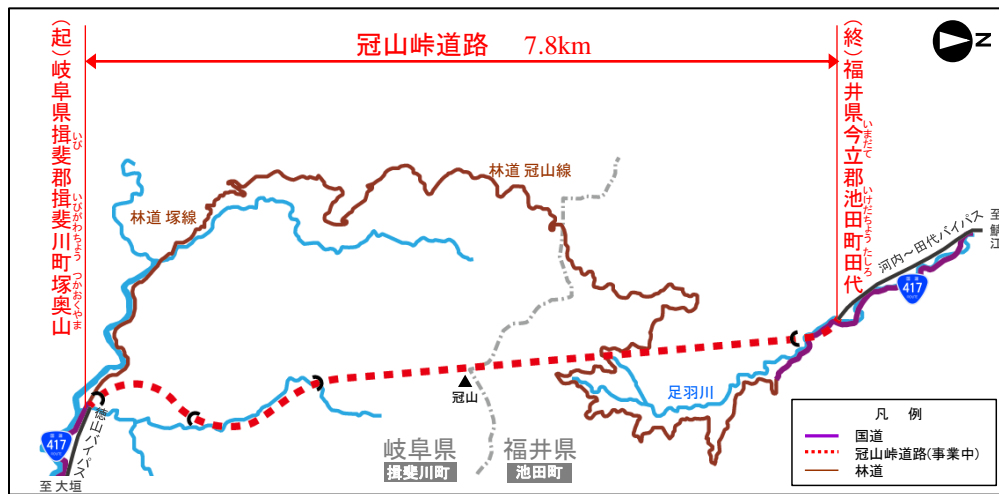 冠山峠道路 7.8km
N
(起)岐阜県揖斐郡揖斐川町塚奥山
いび
いびがわちょう
つかおくやま
(終)福井県今立郡池田町田代
いまだて
いけだちょう
たしろ
林道 冠山線
林道 塚線
至 鯖江
河内~田代バイパス
417
冠山
足羽川
徳山バイパス
417
至 大垣
岐阜県
揖斐川町
福井県
池田町
凡 例
国道
冠山峠道路(事業中)
林道